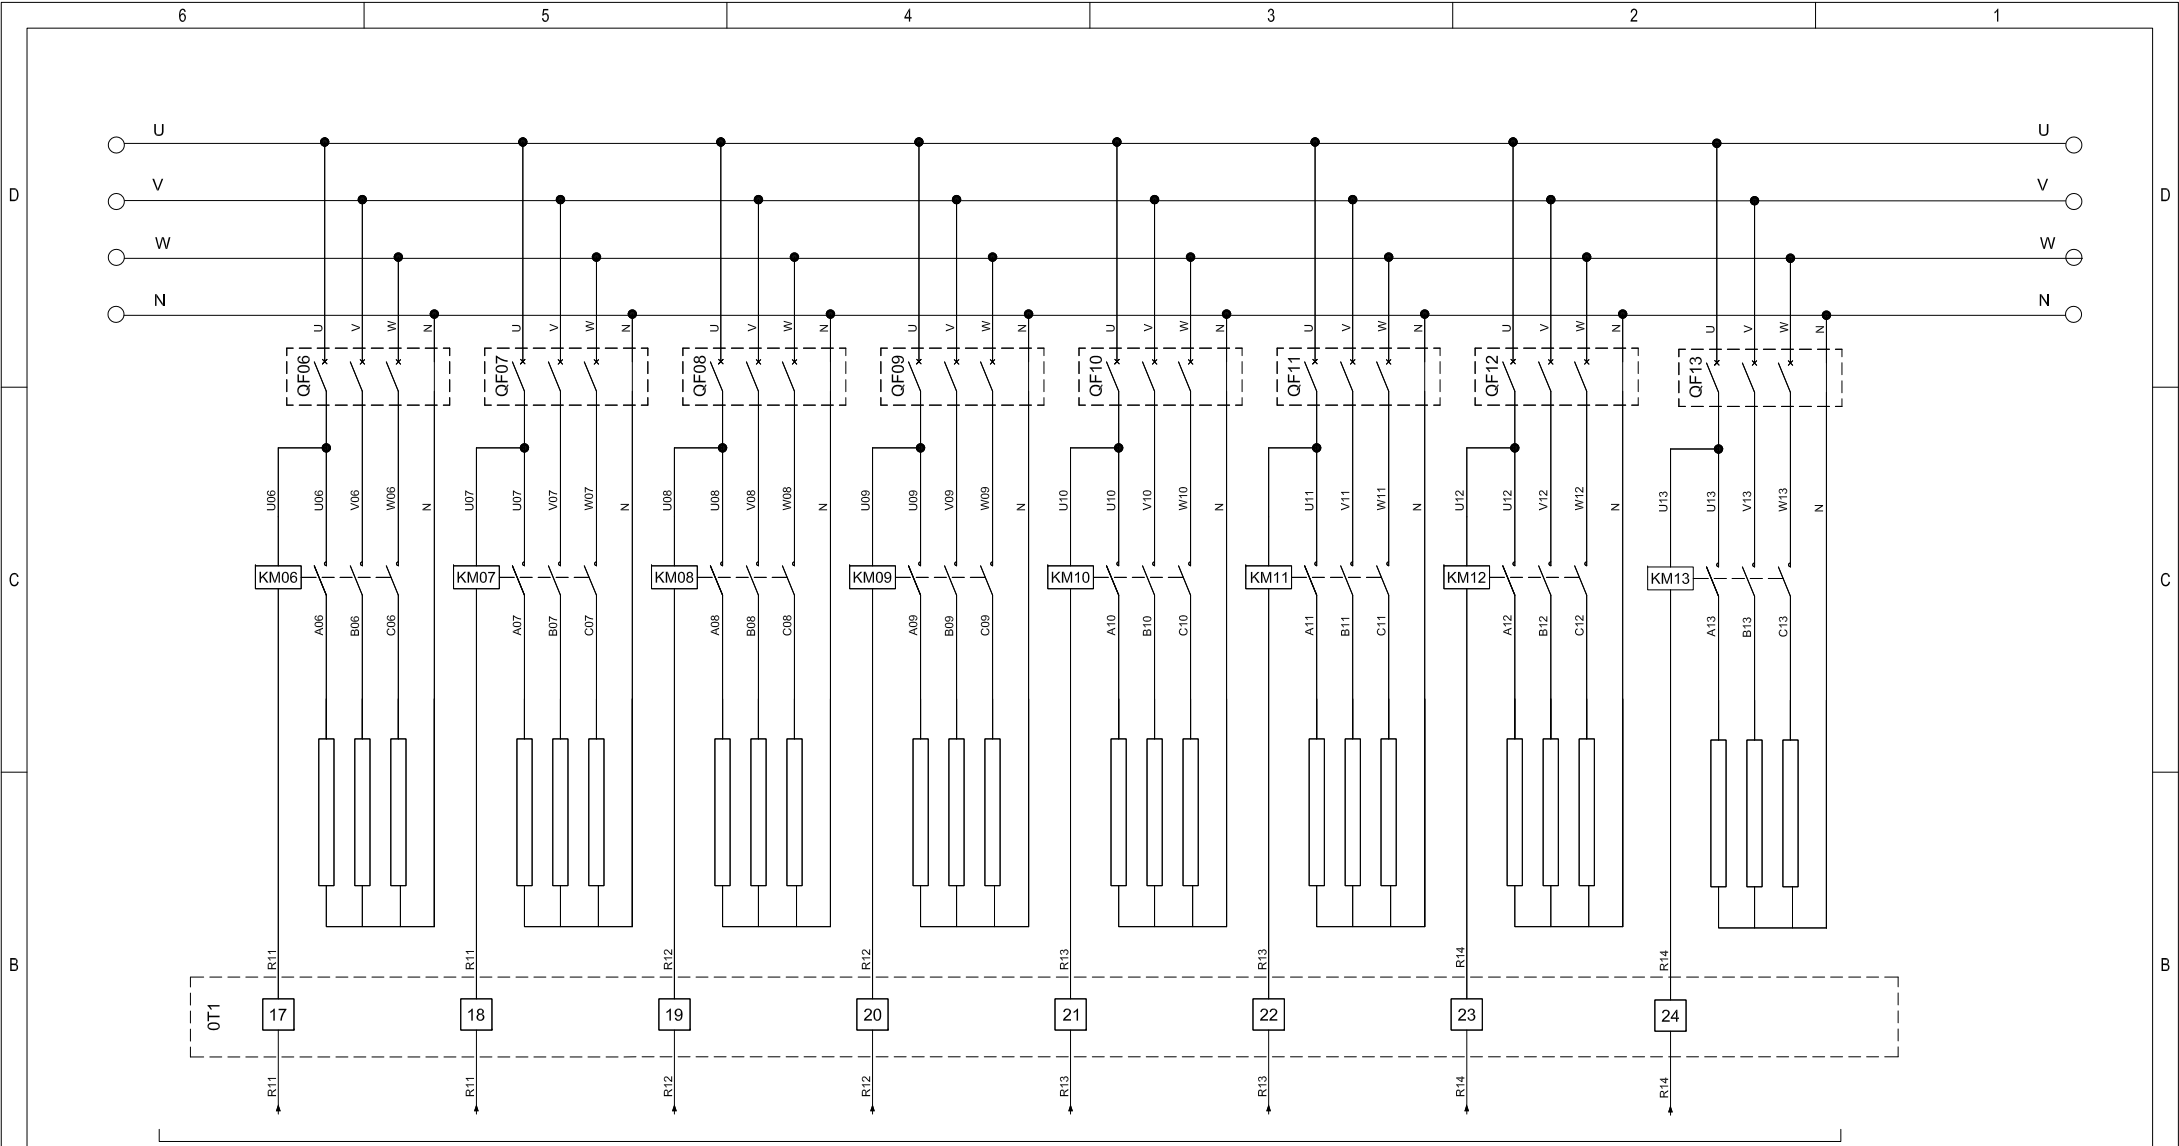 6 5 4 3 2 1
U U
V V
D D
W W
N N
U V W N U V W N U V W N U V W N U V W N U V W N U V W N U V W N
QF06 QF07 QF08 QF09 QF10 QF11 QF12 QF13
U06 U06 V06 W06 N U07 U07 V07 W07 N U08 U08 V08 W08 N U09 U09 V09 W09 N U10 U10 V10 W10 N U11 U11 V11 W11 N U12 U12 V12 W12 N U13 U13 V13 W13 N
C KM06 KM07 KM08 KM09 KM10 KM11 KM12 KM13 C
A06 B06 C06 A07 B07 C07 A08 B08 C08 A09 B09 C09 A10 B10 C10 A11 B11 C11 A12 B12 C12 A13 B13 C13
B R11 R11 R12 R12 R13 R13 R14 R14 B
0T1 17 18 19 20 21 22 23 24
R11 R11 R12 R12 R13 R13 R14 R14